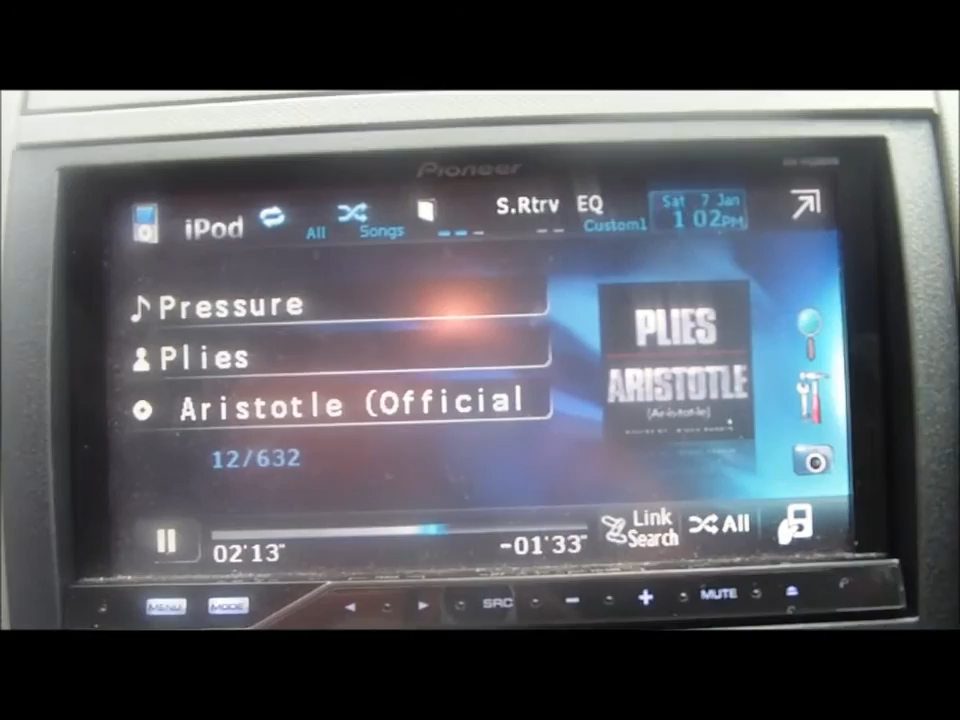 Pioneer
iPod
All
Songs
S.Rtrv
EQ
Custom1
Sat 7 Jan
1 02PM
Pressure
Plies
Aristotle (Official
12/632
PLIES
ARISTOTLE
(Aristotle)
02'13"
-01'33"
Link
Search
All
MENU
MODE
SRC
MUTE